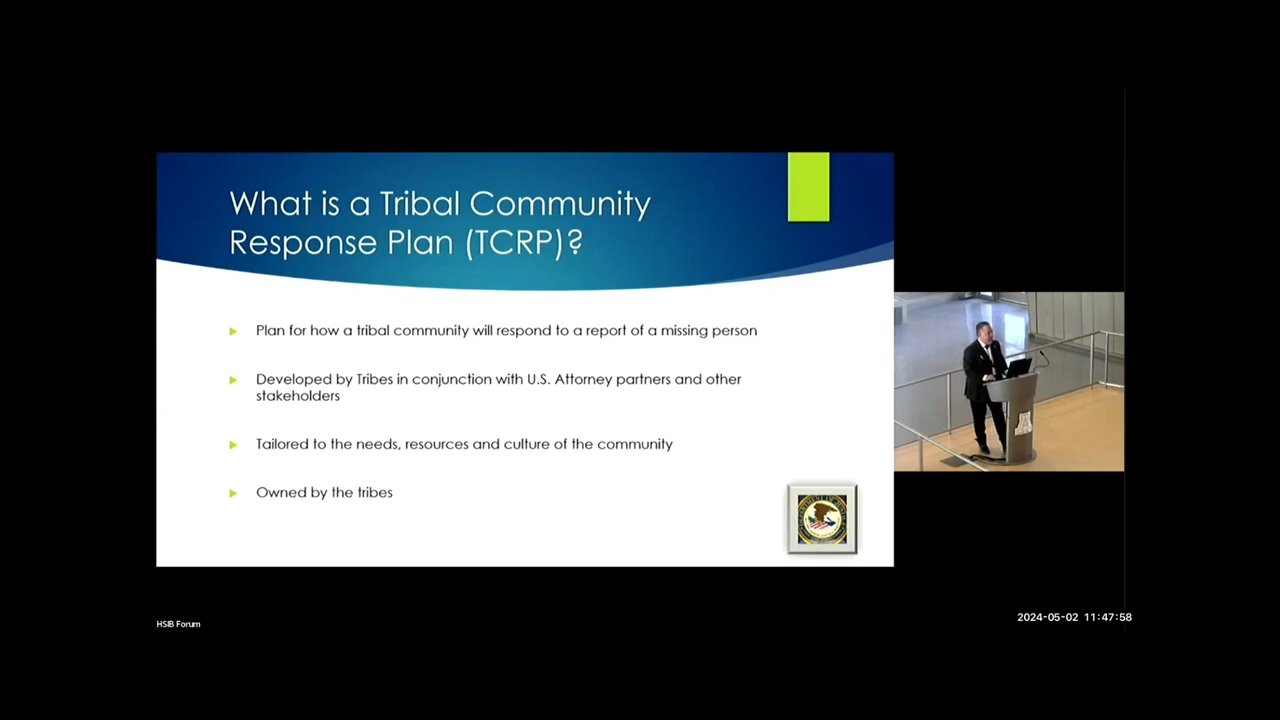 What is a Tribal Community
Response Plan (TCRP)?
Plan for how a tribal community will respond to a report of a missing person
Developed by Tribes in conjunction with U.S. Attorney partners and other
stakeholders
Tailored to the needs, resources and culture of the community
Owned by the tribes
HSIB Forum
2024-05-02 11:47:58